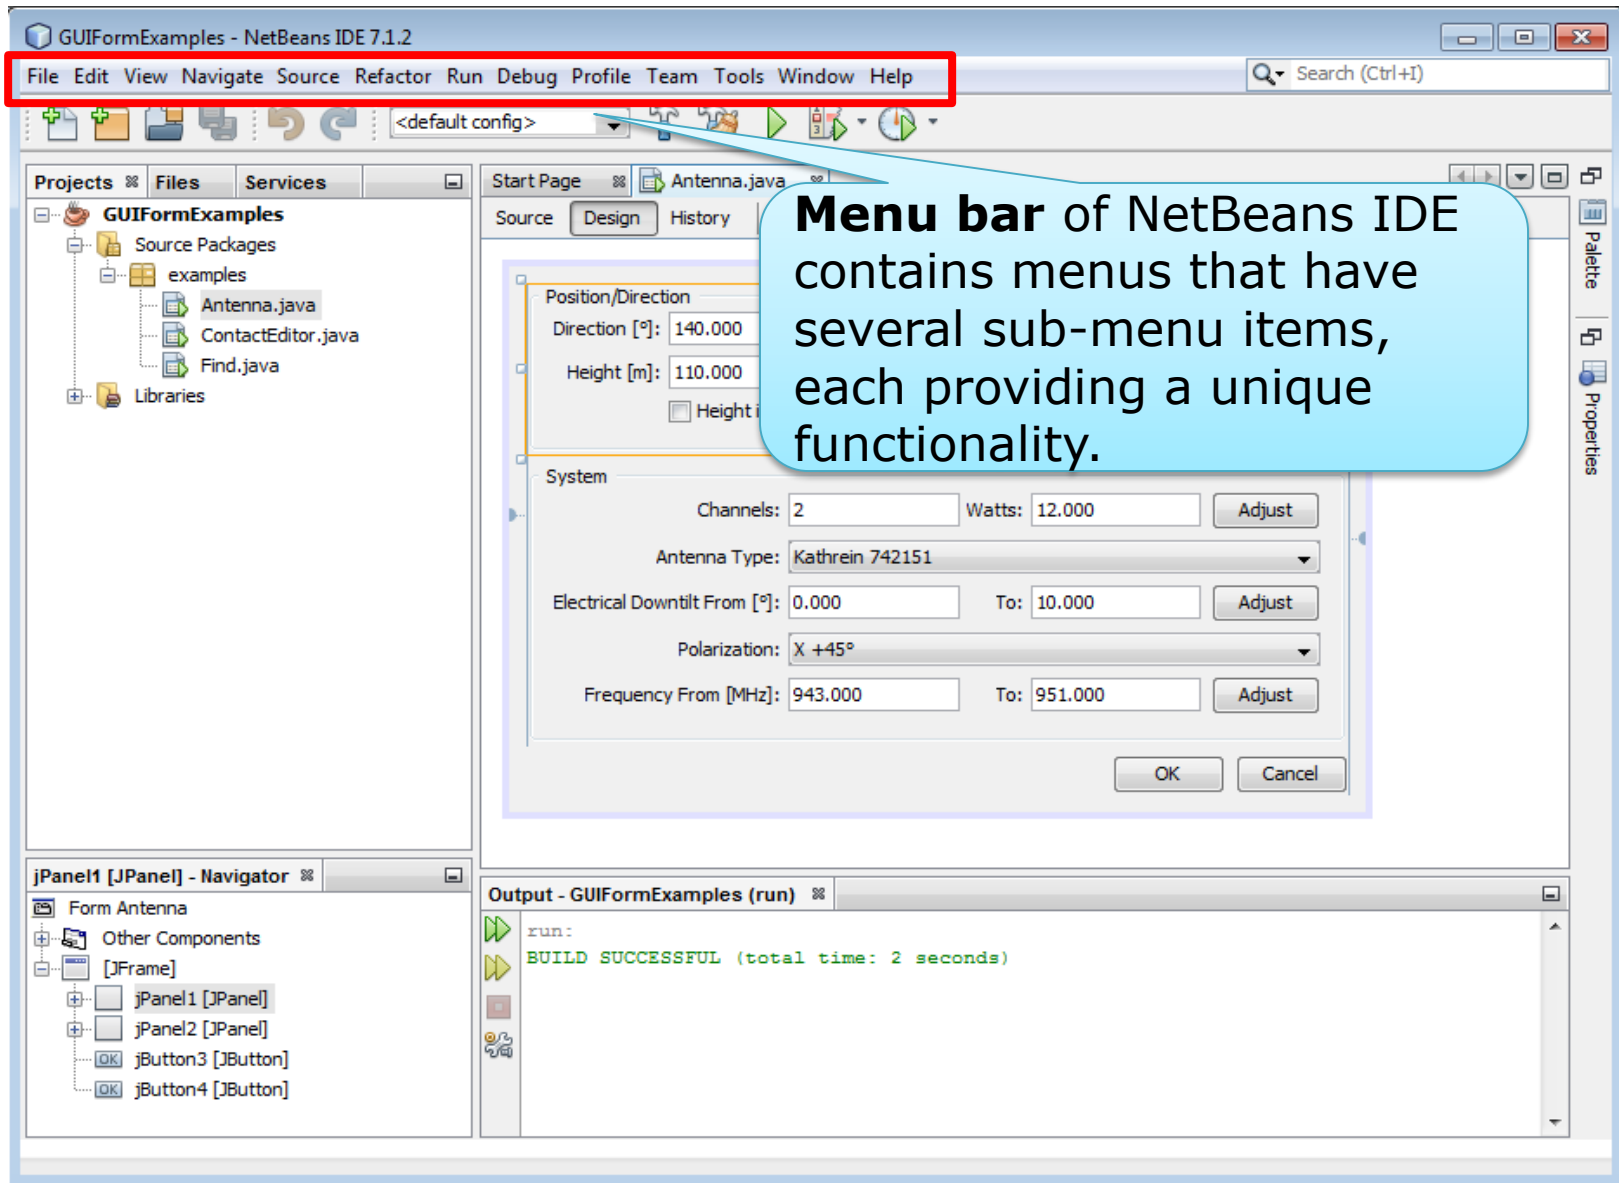 GUIFormExamples - NetBeans IDE 7.1.2
File Edit View Navigate Source Refactor Run Debug Profile Team Tools Window Help
Search (Ctrl+I)
<default config>
Projects Files Services
GUIFormExamples
Source Packages
examples
Antenna.java
ContactEditor.java
Find.java
Libraries
Start Page Antenna.java
Source Design History
Menu bar of NetBeans IDE
contains menus that have
several sub-menu items,
each providing a unique
functionality.
Palette
Properties
Position/Direction
Direction [º]: 140.000
Height [m]: 110.000
Height
System
Channels: 2 Watts: 12.000 Adjust
Antenna Type: Kathrein 742151
Electrical Downtilt From [º]: 0.000 To: 10.000 Adjust
Polarization: X +45º
Frequency From [MHz]: 943.000 To: 951.000 Adjust
OK Cancel
jPanel1 [JPanel] - Navigator
Form Antenna
Other Components
[JFrame]
jPanel1 [JPanel]
jPanel2 [JPanel]
OK jButton3 [JButton]
OK jButton4 [JButton]
Output - GUIFormExamples (run)
run:
BUILD SUCCESSFUL (total time: 2 seconds)